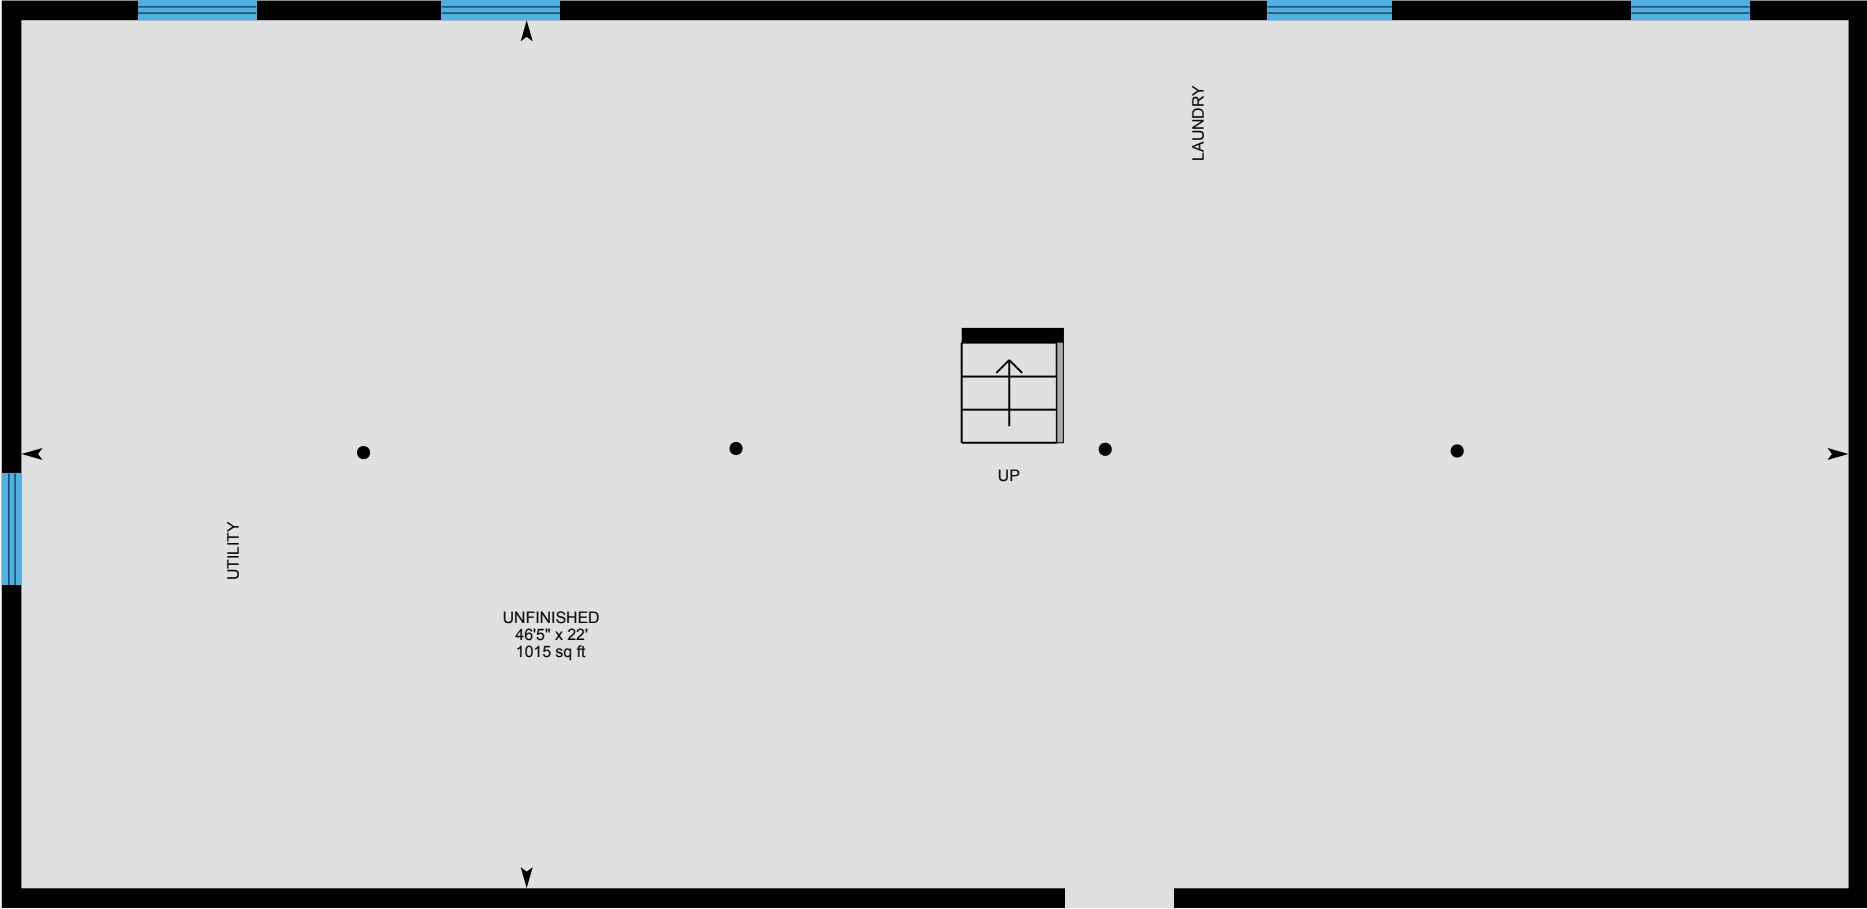 LAUNDRY
UP
UTILITY
UNFINISHED
46'5" x 22'
1015 sq ft